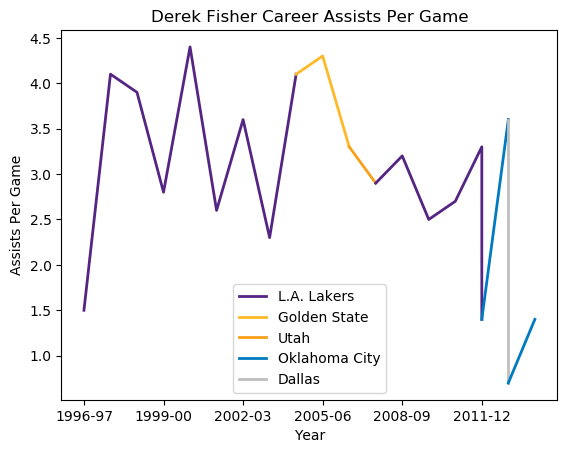 Derek Fisher Career Assists Per Game
Assists Per Game
4.5
4.0
3.5
3.0
2.5
2.0
1.5
1.0
L.A. Lakers
Golden State
Utah
Oklahoma City
Dallas
1996-97
1999-00
2002-03
2005-06
2008-09
2011-12
Year